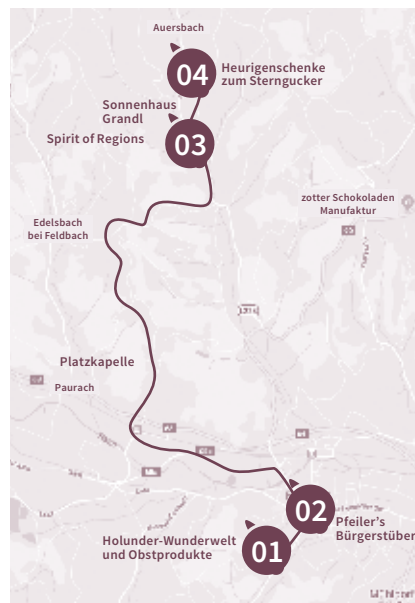 Auersbach
04
Heurigenschenke
zum Sterngucker
Sonnenhaus
Grandl
Spirit of Regions
03
zotter Schokoladen
Manufaktur
Edelsbach
bei Feldbach
Platzkapelle
Paurach
02
Pfeiler's
Bürgerstüber
Holunder-Wunderwelt
und Obstprodukte
01